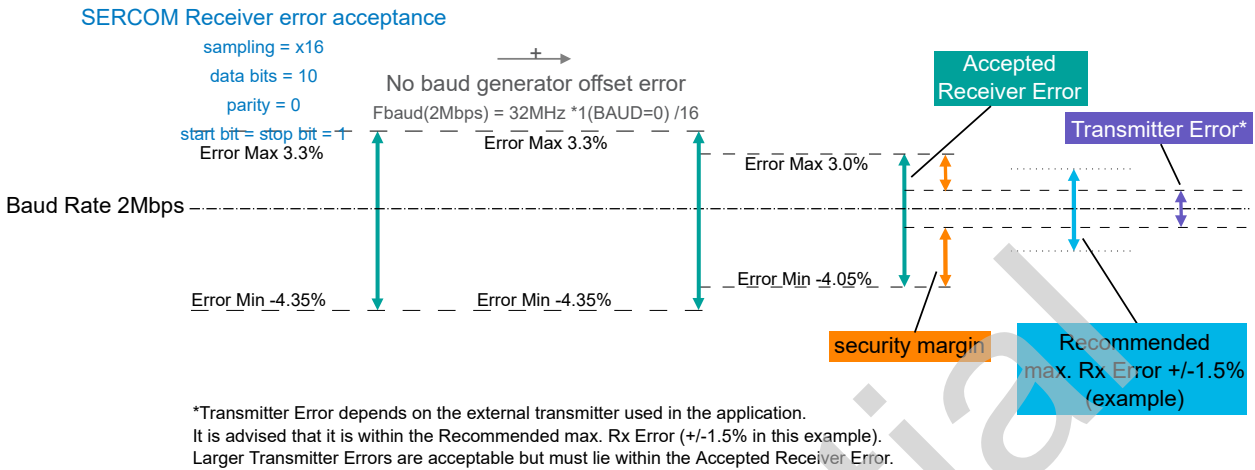 SERCOM Receiver error acceptance
sampling = x16
data bits = 10
parity = 0
start bit = stop bit = 1
+
No baud generator offset error
Fbaud(2Mbps) = 32MHz *1(BAUD=0) /16
Accepted
Receiver Error
Transmitter Error*
Error Max 3.3%
Error Max 3.3%
Error Max 3.0%
Baud Rate 2Mbps
Error Min -4.35%
Error Min -4.35%
Error Min -4.05%
security margin
Recommended
max. Rx Error +/-1.5%
(example)
*Transmitter Error depends on the external transmitter used in the application.
It is advised that it is within the Recommended max. Rx Error (+/-1.5% in this example).
Larger Transmitter Errors are acceptable but must lie within the Accepted Receiver Error.